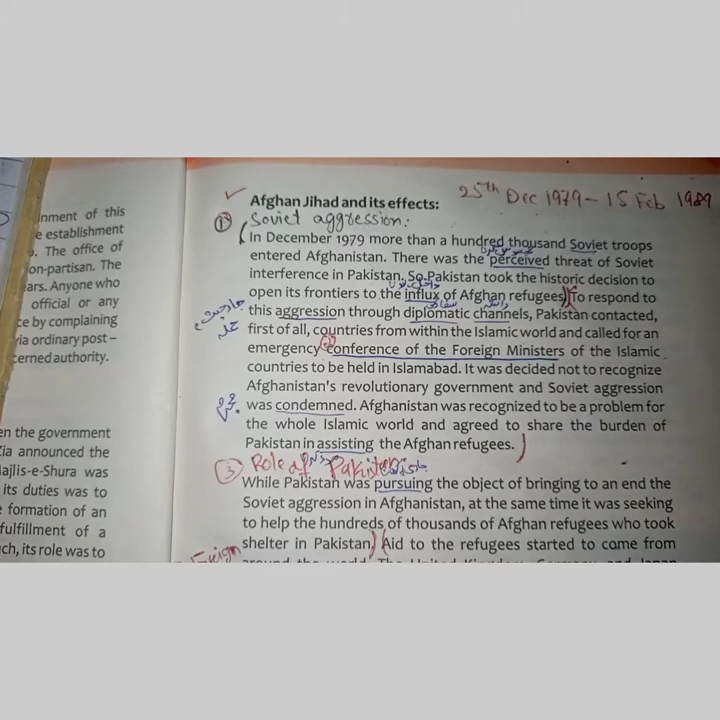 nment of this
e establishment
. The office of
on-partisan. The
ears. Anyone who
official or any
ce by complaining
ia ordinary post –
cerned authority.
en the government
Zia announced the
ajlis-e-Shura was
its duties was to
formation of an
fulfillment of a
ch, its role was to
Afghan Jihad and its effects:
25th Dec 1979 – 15 Feb 1989
1 Soviet aggression:
In December 1979 more than a hundred thousand Soviet troops
entered Afghanistan. There was the perceived threat of Soviet
interference in Pakistan. So Pakistan took the historic decision to
open its frontiers to the influx of Afghan refugees. To respond to
this aggression through diplomatic channels, Pakistan contacted,
first of all, countries from within the Islamic world and called for an
emergency conference of the Foreign Ministers of the Islamic
countries to be held in Islamabad. It was decided not to recognize
Afghanistan's revolutionary government and Soviet aggression
was condemned. Afghanistan was recognized to be a problem for
the whole Islamic world and agreed to share the burden of
Pakistan in assisting the Afghan refugees.
3 Role of Pakistan
While Pakistan was pursuing the object of bringing to an end the
Soviet aggression in Afghanistan, at the same time it was seeking
to help the hundreds of thousands of Afghan refugees who took
shelter in Pakistan. Aid to the refugees started to come from